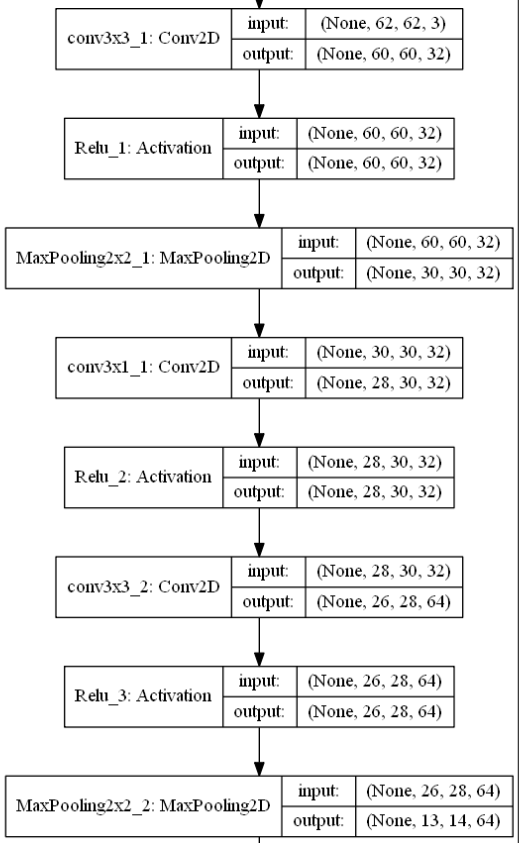 conv3x3_1: Conv2D
input: (None, 62, 62, 3)
output: (None, 60, 60, 32)
Relu_1: Activation
input: (None, 60, 60, 32)
output: (None, 60, 60, 32)
MaxPooling2x2_1: MaxPooling2D
input: (None, 60, 60, 32)
output: (None, 30, 30, 32)
conv3x1_1: Conv2D
input: (None, 30, 30, 32)
output: (None, 28, 30, 32)
Relu_2: Activation
input: (None, 28, 30, 32)
output: (None, 28, 30, 32)
conv3x3_2: Conv2D
input: (None, 28, 30, 32)
output: (None, 26, 28, 64)
Relu_3: Activation
input: (None, 26, 28, 64)
output: (None, 26, 28, 64)
MaxPooling2x2_2: MaxPooling2D
input: (None, 26, 28, 64)
output: (None, 13, 14, 64)